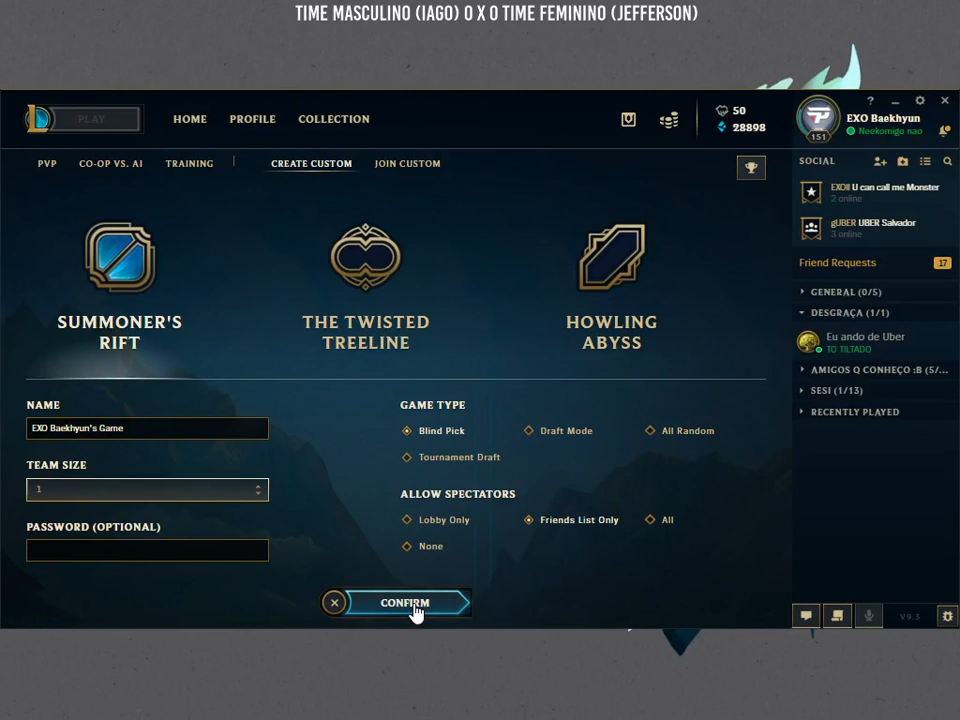 TIME MASCULINO (IAGO) 0 X 0 TIME FEMININO (JEFFERSON)
PLAY
HOME PROFILE COLLECTION
50
28898
151
EXO Baekhyun
Neekomigo nao
PVP CO-OP VS. AI TRAINING CREATE CUSTOM JOIN CUSTOM
SOCIAL
EXOII U can call me Monster
2 online
gUBER UBER Salvador
3 online
Friend Requests 17
GENERAL (0/5)
DESGRAÇA (1/1)
Eu ando de Uber
TO TILTADO
AMIGOS Q CONHEÇO :B (5/...
SESI (1/13)
RECENTLY PLAYED
SUMMONER'S
RIFT
THE TWISTED
TREELINE
HOWLING
ABYSS
NAME
EXO Baekhyun's Game
TEAM SIZE
1
PASSWORD (OPTIONAL)
GAME TYPE
Blind Pick Draft Mode All Random
Tournament Draft
ALLOW SPECTATORS
Lobby Only Friends List Only All
None
CONFIRM
V9.3